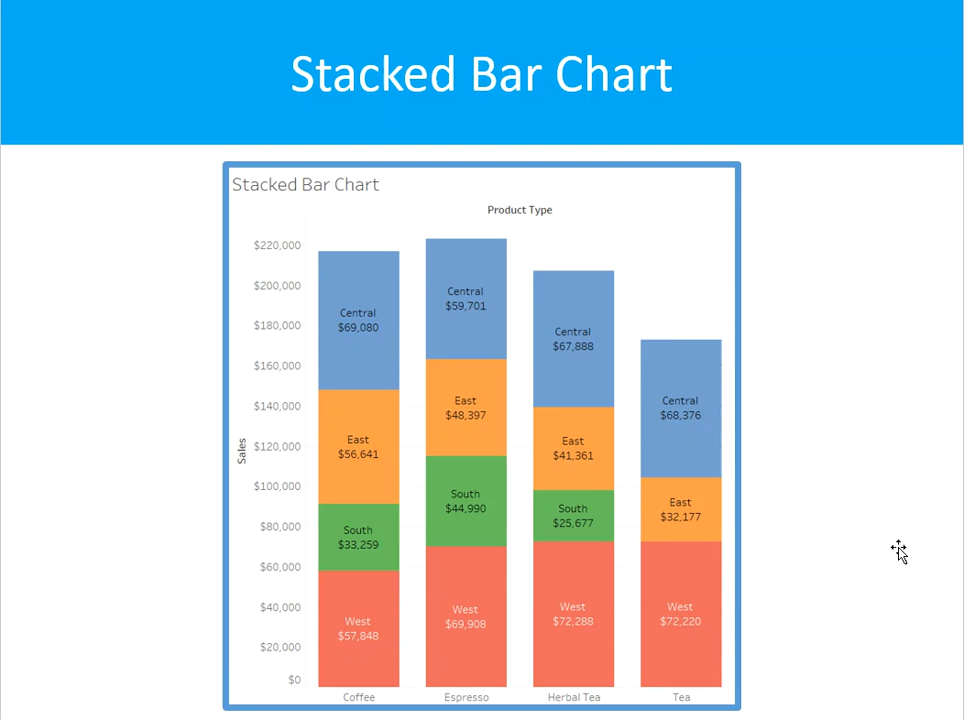 Stacked Bar Chart
Stacked Bar Chart
Product Type
Sales
$220,000
$200,000
$180,000
$160,000
$140,000
$120,000
$100,000
$80,000
$60,000
$40,000
$20,000
$0
Central
$69,080
East
$56,641
South
$33,259
West
$57,848
Coffee
Central
$59,701
East
$48,397
South
$44,990
West
$69,908
Espresso
Central
$67,888
East
$41,361
South
$25,677
West
$72,288
Herbal Tea
Central
$68,376
East
$32,177
West
$72,220
Tea